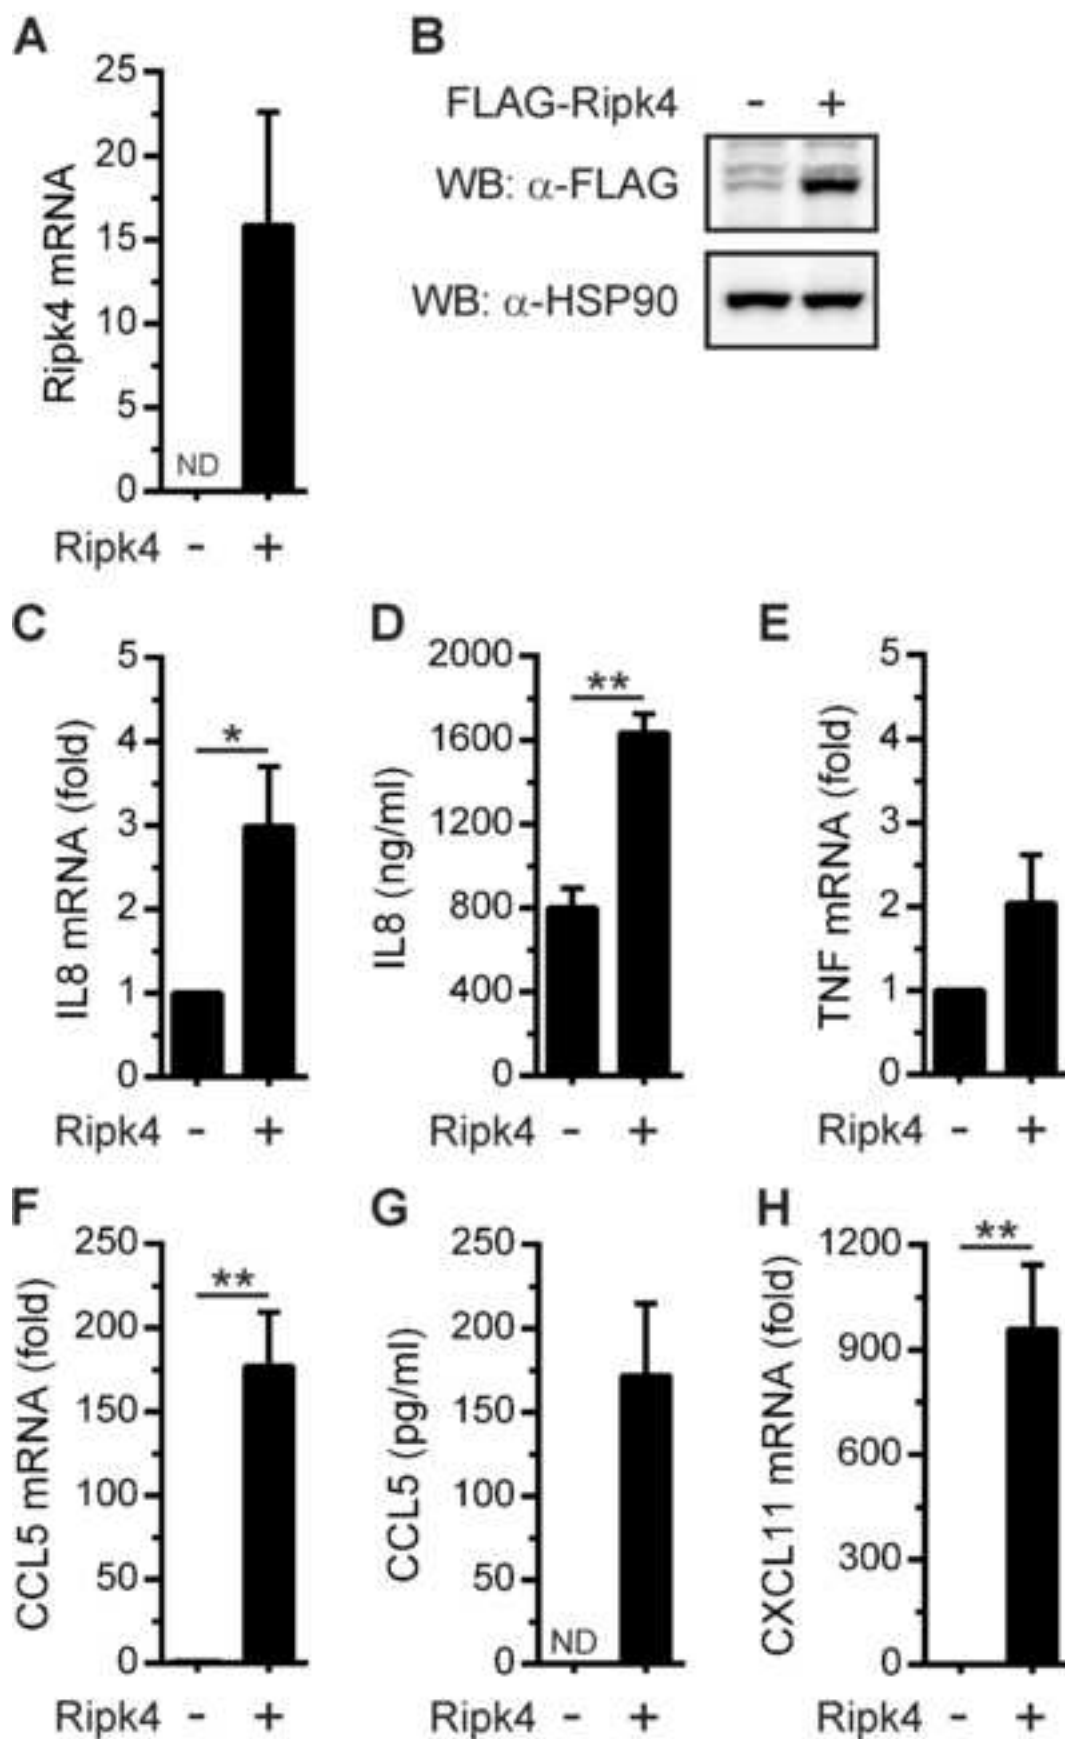 A
Ripk4 mRNA
25
20
15
10
5
0
ND
Ripk4 - +
B
FLAG-Ripk4 - +
WB: α-FLAG
WB: α-HSP90
C
IL8 mRNA (fold)
5
4
3
2
1
0
*
Ripk4 - +
D
IL8 (ng/ml)
2000
1600
1200
800
400
0
**
Ripk4 - +
E
TNF mRNA (fold)
5
4
3
2
1
0
Ripk4 - +
F
CCL5 mRNA (fold)
250
200
150
100
50
0
**
Ripk4 - +
G
CCL5 (pg/ml)
250
200
150
100
50
0
ND
Ripk4 - +
H
CXCL11 mRNA (fold)
1200
900
600
300
0
**
Ripk4 - +